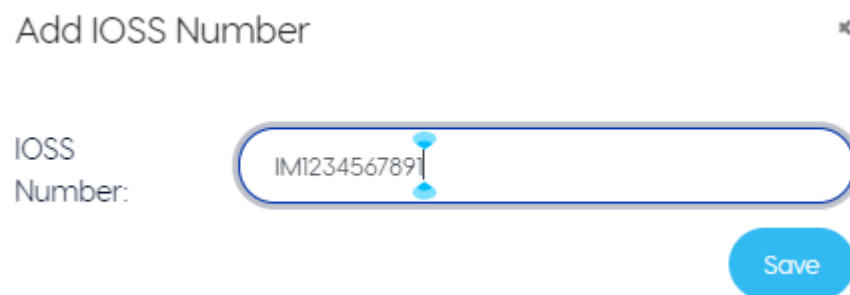 Add IOSS Number
IOSS
Number:
IM1234567891
Save